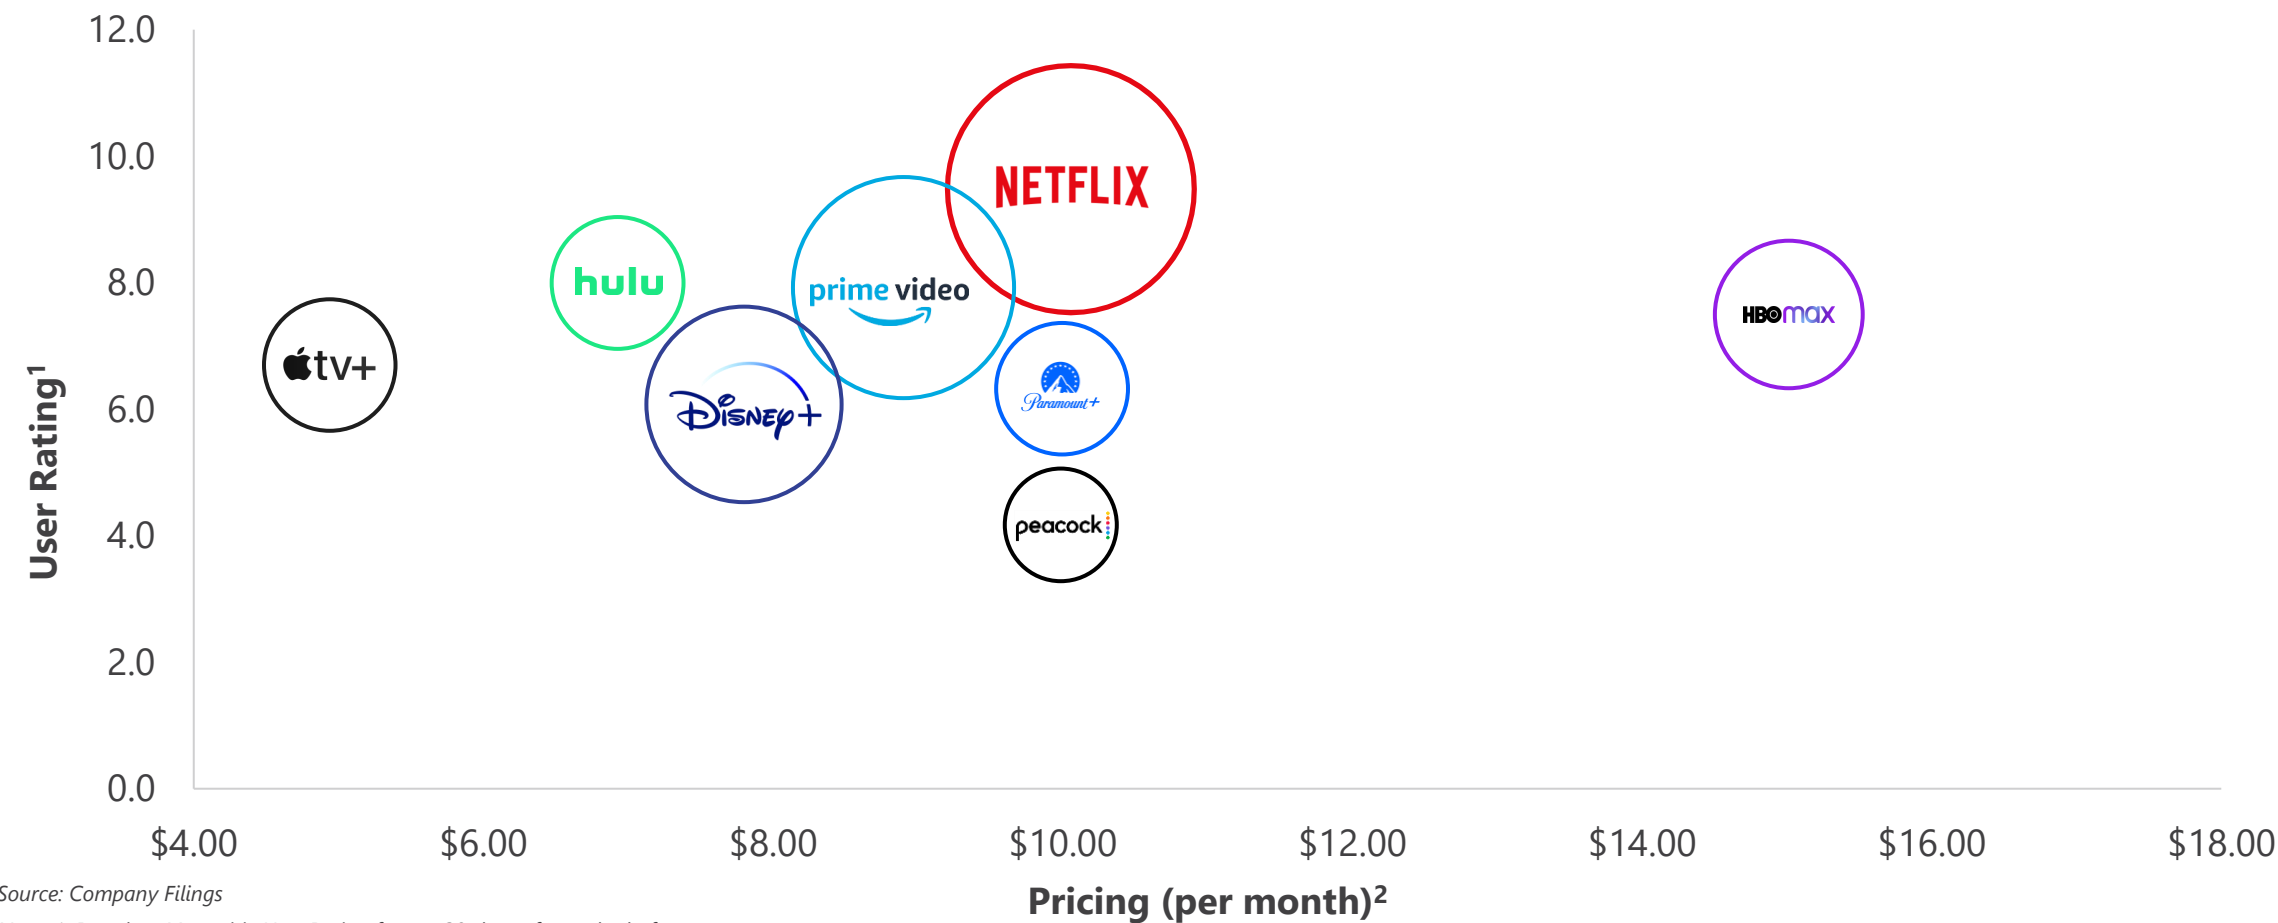 12.0
10.0
8.0
6.0
4.0
2.0
0.0
User Rating¹
NETFLIX
hulu
prime video
HBOmax
tv+
Disney+
Paramount+
peacock
$4.00 $6.00 $8.00 $10.00 $12.00 $14.00 $16.00 $18.00
Pricing (per month)²
Source: Company Filings